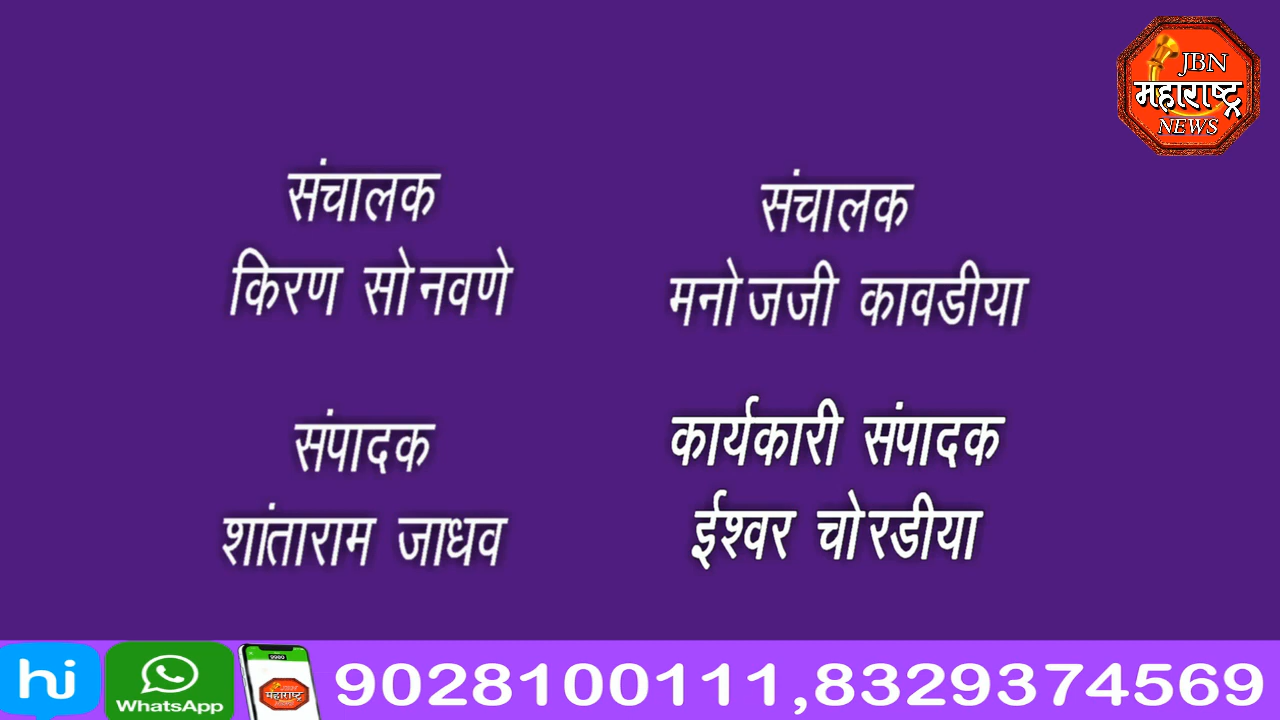 JBN
महाराष्ट्र
NEWS
संचालक
किरण सोनवणे
संचालक
मनोजजी कावडीया
संपादक
शांताराम जाधव
कार्यकारी संपादक
ईश्वर चोरडीया
hi
WhatsApp
महाराष्ट्र
9028100111,8329374569